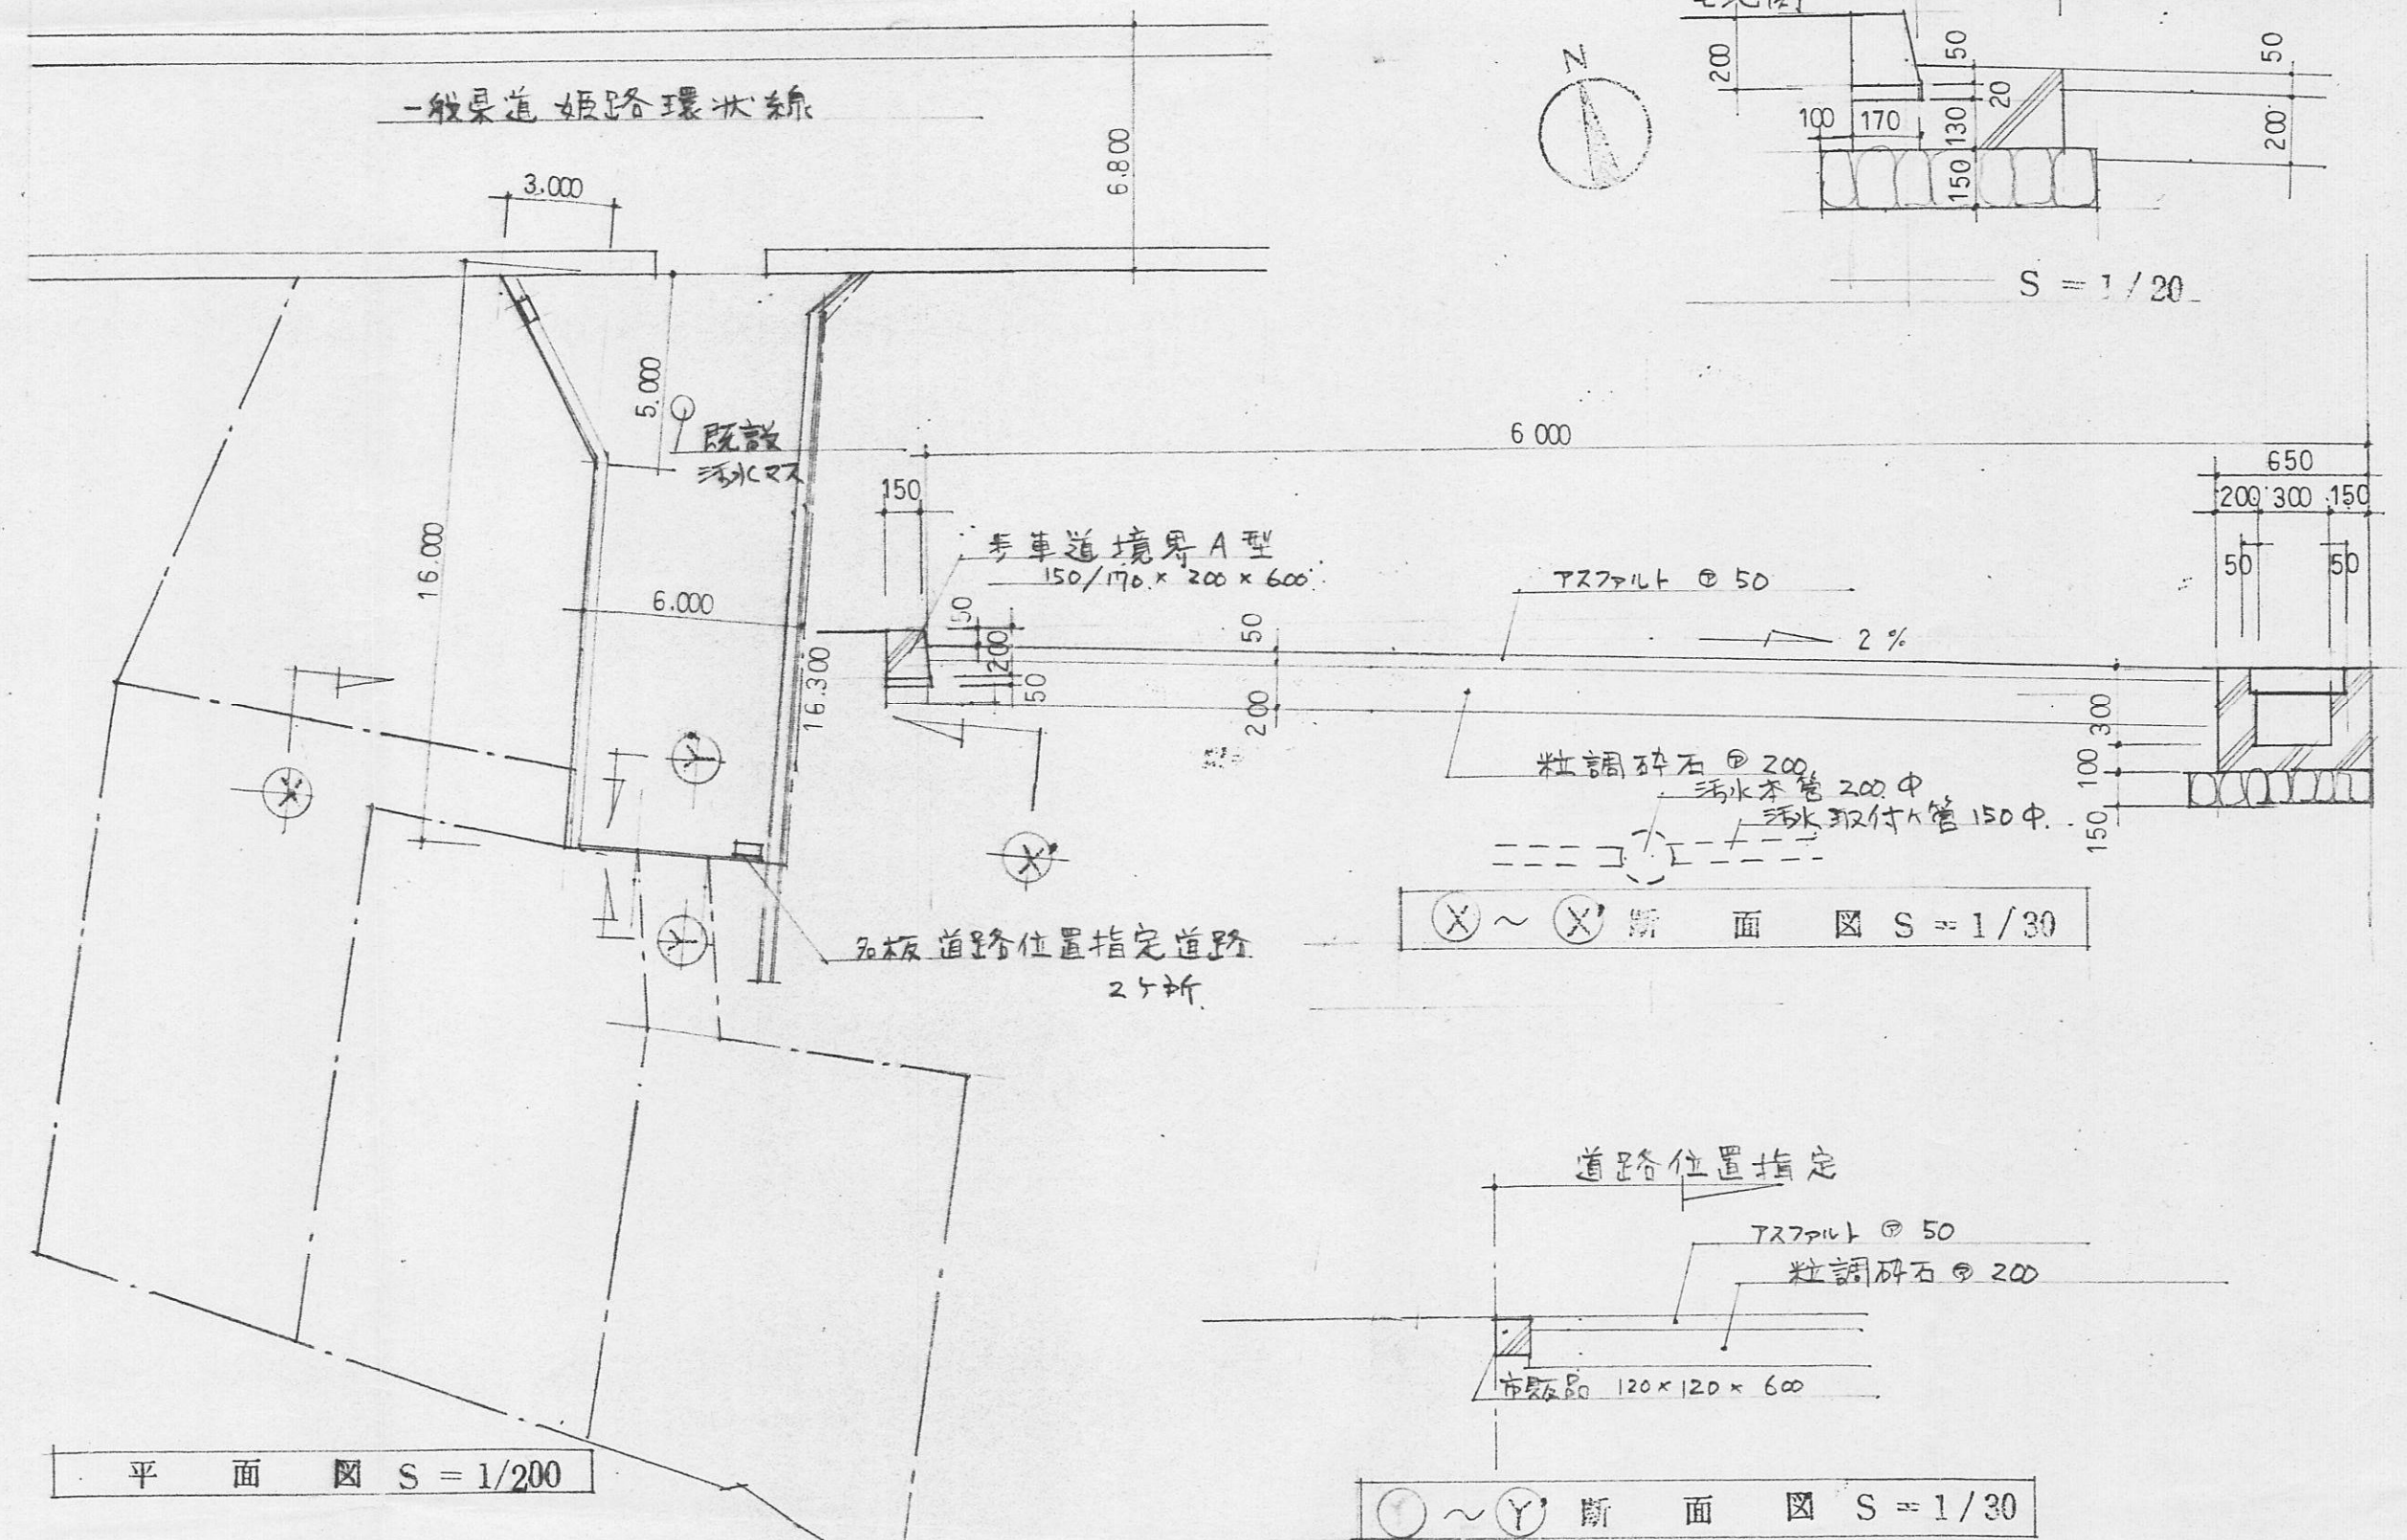 一般県道 姫路環状線
3.000
6.800
N
200
50
20
130
150
100 170
50
200
S = 1/20
5.000
既設
汚水マス
16.000
6.000
16.300
6 000
150
歩車道境界 A型
150/170 × 200 × 600
50
200
50
アスファルト ㋐ 50
2 %
50
200
650
200 300 150
50 50
300
100
150
粒調砕石 ㋐ 200
汚水本管 200 Φ
汚水取付ケ管 150 Φ
Ⓧ ~ Ⓧ' 断面図 S = 1/30
X
X'
Y'
Y
名板 道路位置指定道路
2ヶ所
道路位置指定
アスファルト ㋐ 50
粒調砕石 ㋐ 200
市販品 120 × 120 × 600
平面図 S = 1/200
~ Ⓨ' 断面図 S = 1/30